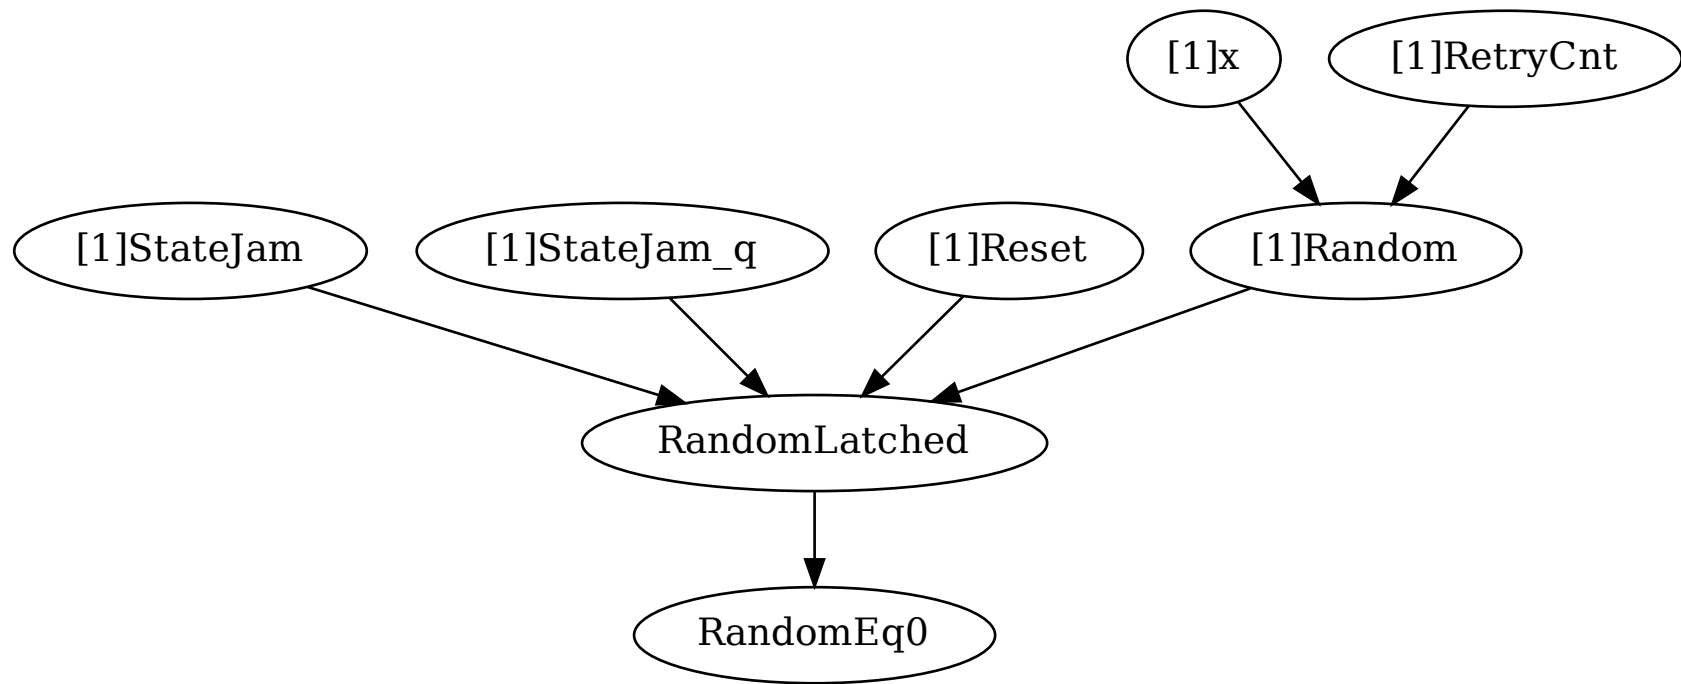 [1]x
[1]RetryCnt
[1]StateJam
[1]StateJam_q
[1]Reset
[1]Random
RandomLatched
RandomEq0